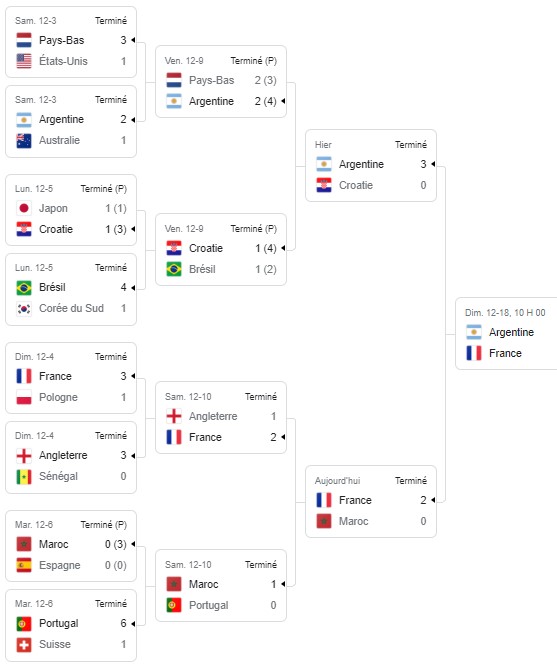 Sam. 12-3 Terminé
Pays-Bas 3
États-Unis 1
Sam. 12-3 Terminé
Argentine 2
Australie 1
Lun. 12-5 Terminé (P)
Japon 1 (1)
Croatie 1 (3)
Lun. 12-5 Terminé
Brésil 4
Corée du Sud 1
Dim. 12-4 Terminé
France 3
Pologne 1
Dim. 12-4 Terminé
Angleterre 3
Sénégal 0
Mar. 12-6 Terminé (P)
Maroc 0 (3)
Espagne 0 (0)
Mar. 12-6 Terminé
Portugal 6
Suisse 1
Ven. 12-9 Terminé (P)
Pays-Bas 2 (3)
Argentine 2 (4)
Ven. 12-9 Terminé (P)
Croatie 1 (4)
Brésil 1 (2)
Sam. 12-10 Terminé
Angleterre 1
France 2
Sam. 12-10 Terminé
Maroc 1
Portugal 0
Hier Terminé
Argentine 3
Croatie 0
Aujourd'hui Terminé
France 2
Maroc 0
Dim. 12-18, 10 H 00
Argentine
France